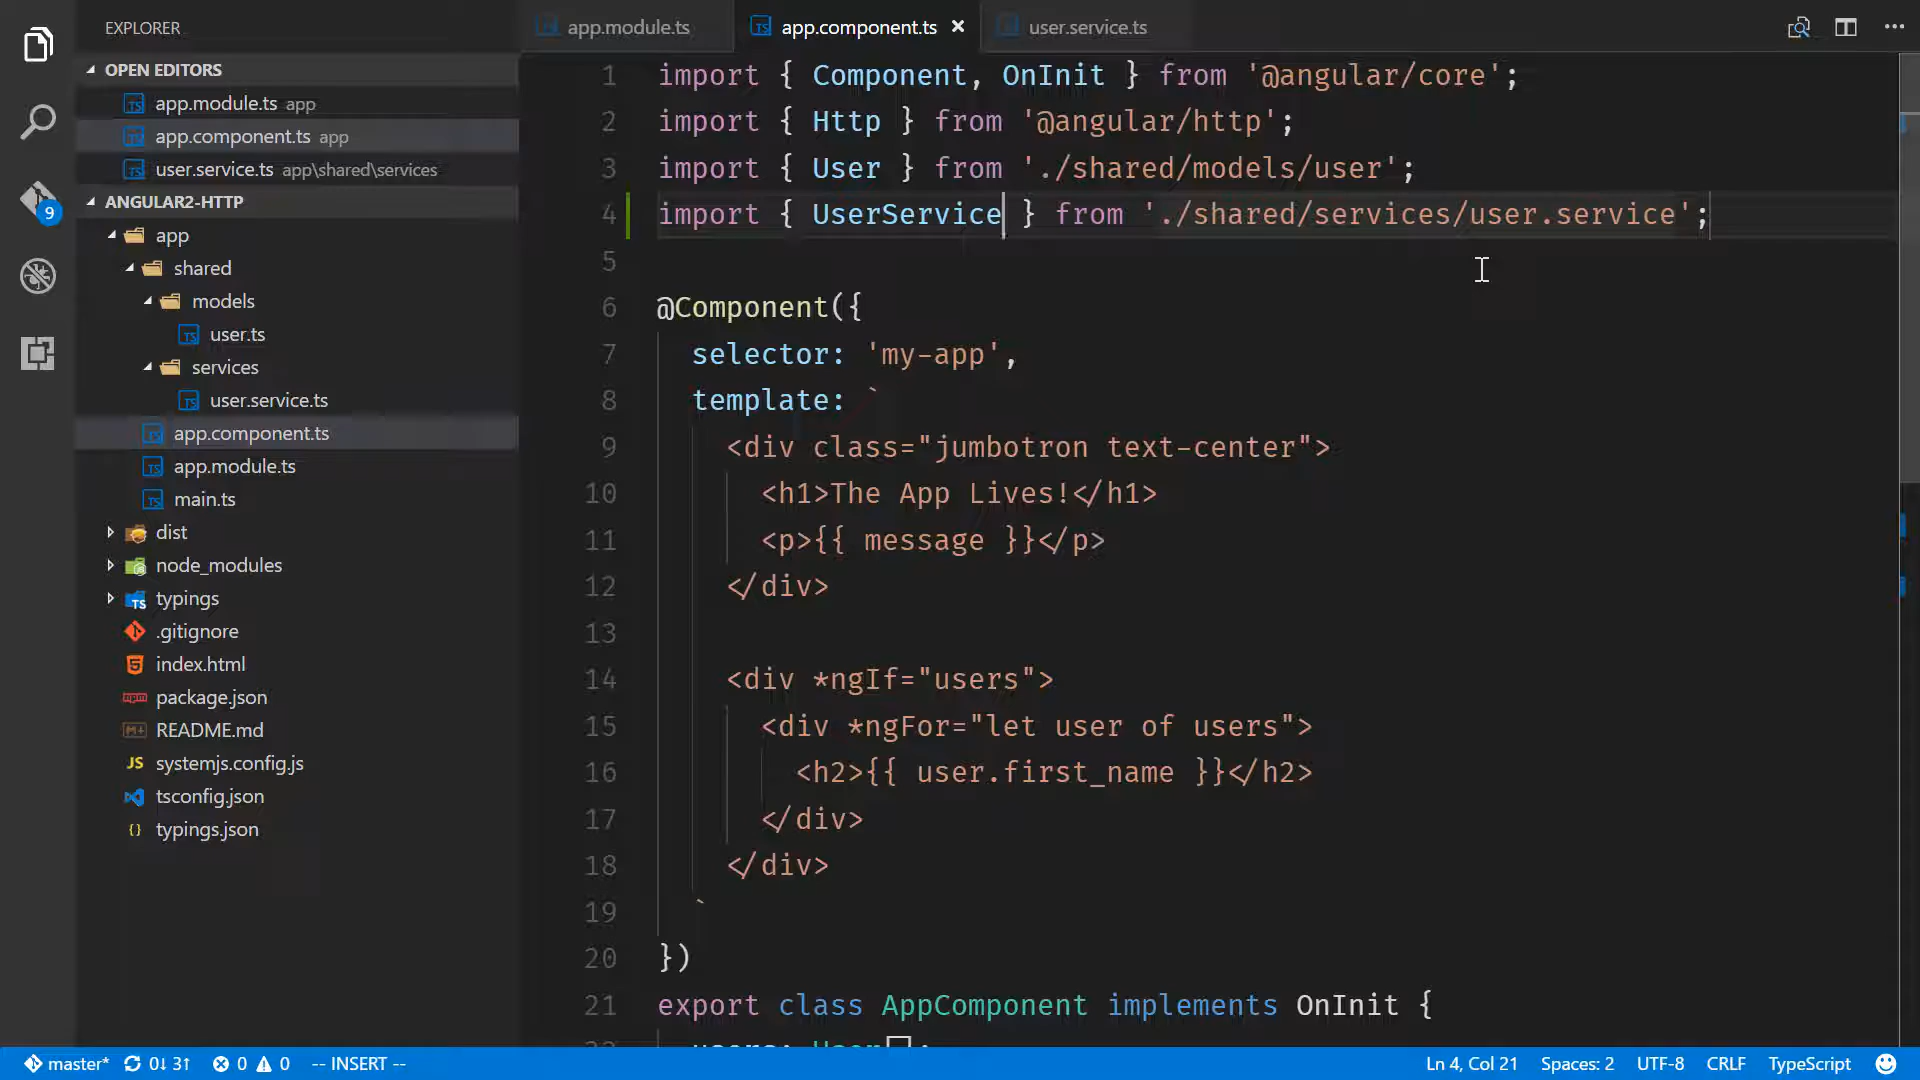 EXPLORER
OPEN EDITORS
app.module.ts app
app.component.ts app
user.service.ts app\shared\services
ANGULAR2-HTTP
app
shared
models
user.ts
services
user.service.ts
app.component.ts
app.module.ts
main.ts
dist
node_modules
typings
.gitignore
index.html
package.json
README.md
systemjs.config.js
tsconfig.json
typings.json
9
app.module.ts
app.component.ts
user.service.ts
1 import { Component, OnInit } from '@angular/core';
2 import { Http } from '@angular/http';
3 import { User } from './shared/models/user';
4 import { UserService } from './shared/services/user.service';
5
6 @Component({
7 selector: 'my-app',
8 template: `
9 <div class="jumbotron text-center">
10 <h1>The App Lives!</h1>
11 <p>{{ message }}</p>
12 </div>
13
14 <div *ngIf="users">
15 <div *ngFor="let user of users">
16 <h2>{{ user.first_name }}</h2>
17 </div>
18 </div>
19 `
20 })
21 export class AppComponent implements OnInit {
22 users: User[];
master* 0↓ 3↑ 0 0 -- INSERT --
Ln 4, Col 21 Spaces: 2 UTF-8 CRLF TypeScript